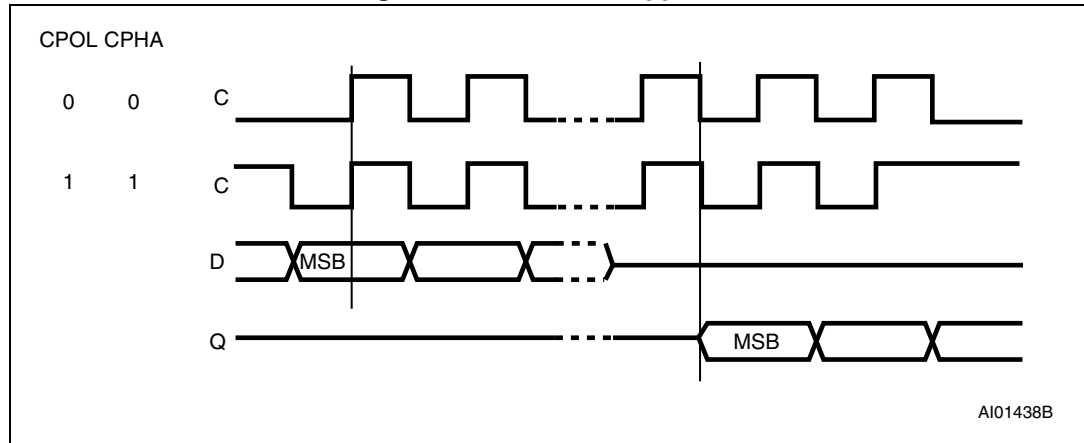 CPOL CPHA
0 0 C
1 1 C
D MSB
Q MSB
AI01438B